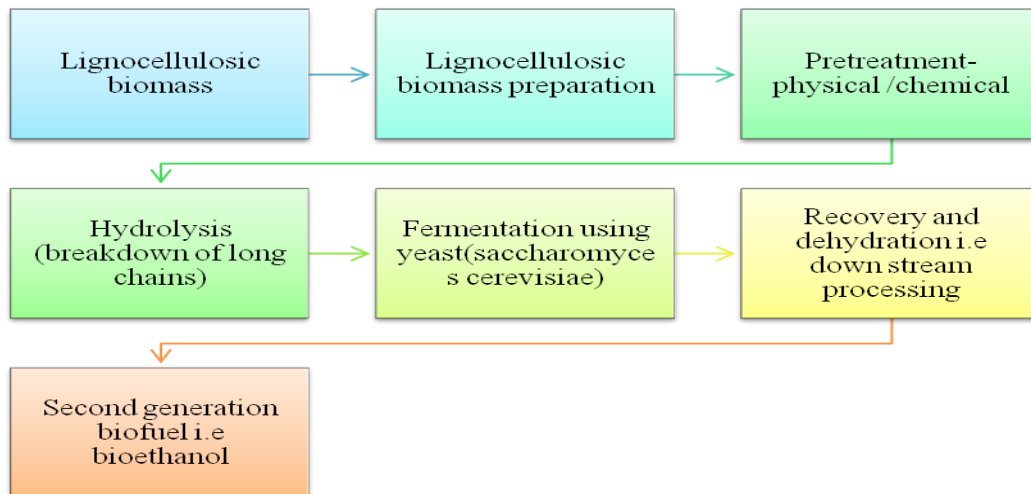 Lignocellulosic
biomass
Lignocellulosic
biomass preparation
Pretreatment-
physical /chemical
Hydrolysis
(breakdown of long
chains)
Fermentation using
yeast(saccharomyce
s cerevisiae)
Recovery and
dehydration i.e
down stream
processing
Second generation
biofuel i.e
bioethanol